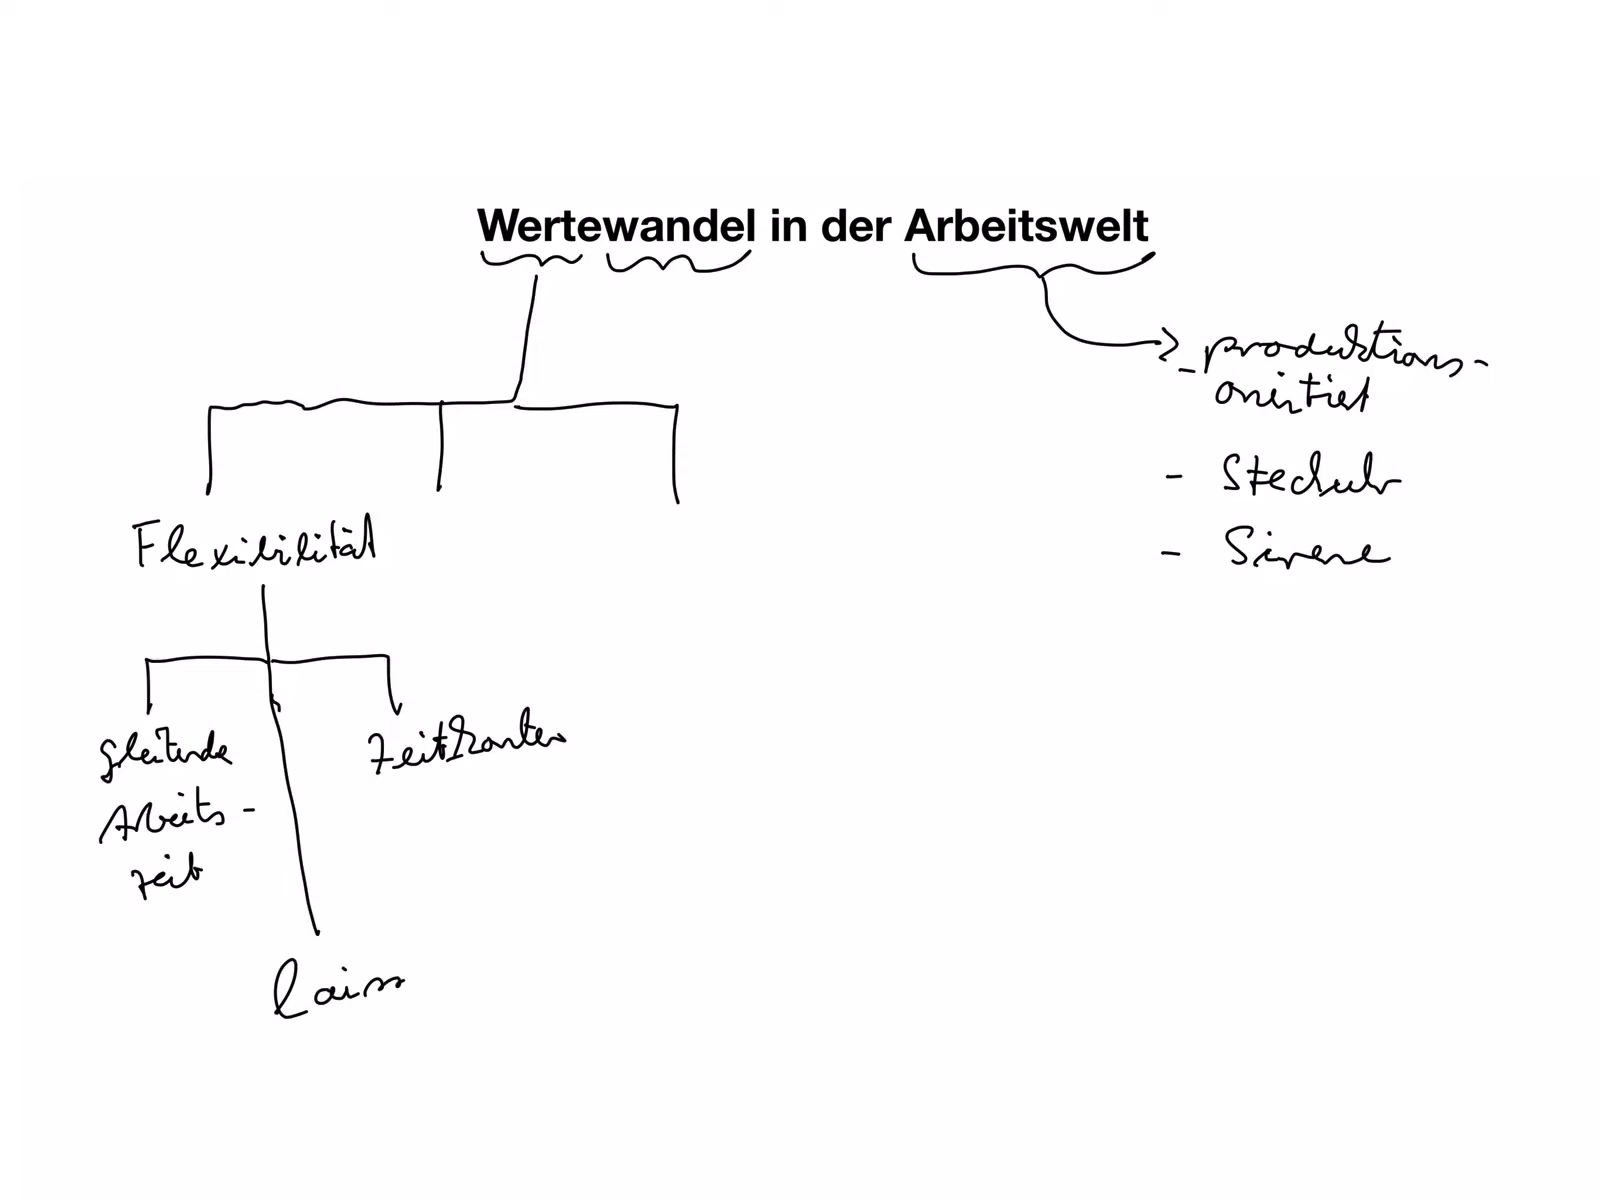 Wertewandel in der Arbeitswelt
- produktions-
orientiert
- Stechuhr
- Sirene
Flexibilität
gleitende
Arbeits-
zeit
Zeitkonten